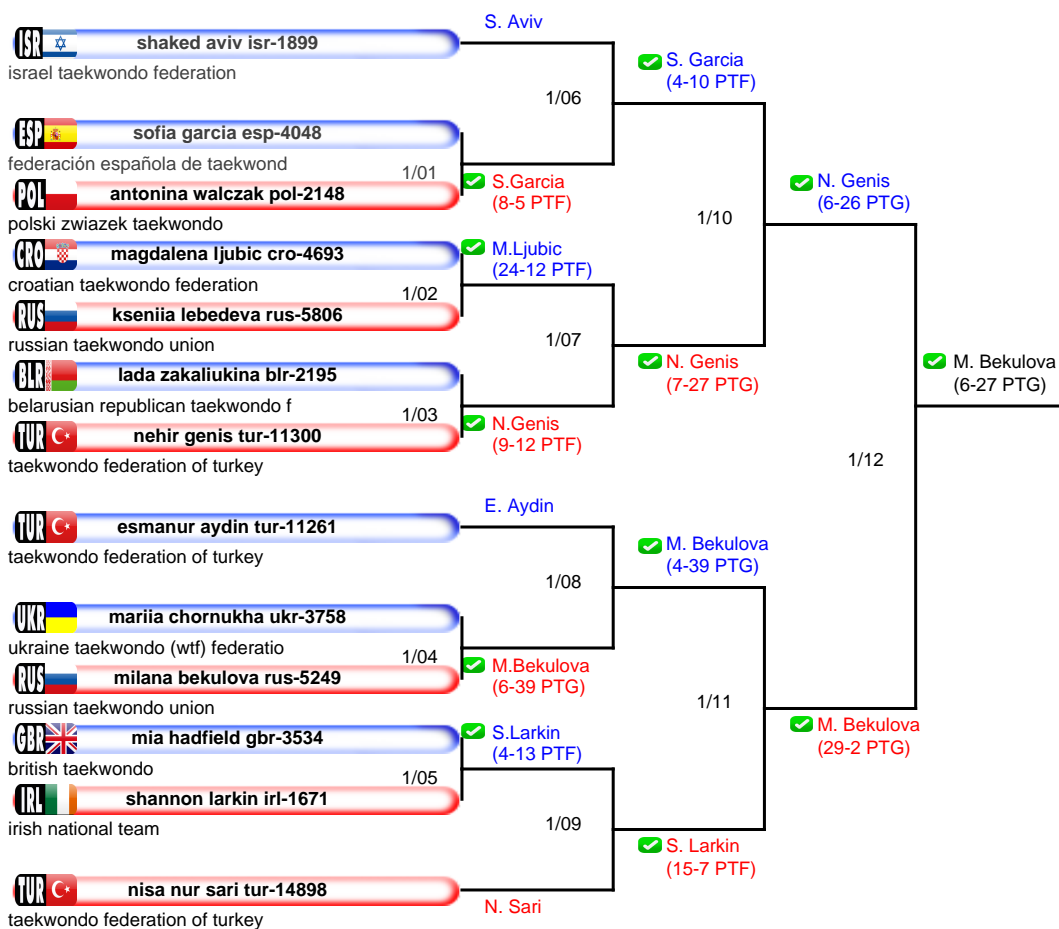 S. Aviv
ISR shaked aviv isr-1899
israel taekwondo federation
S. Garcia
(4-10 PTF)
1/06
ESP sofia garcia esp-4048
federación española de taekwond
1/01
S.Garcia
(8-5 PTF)
POL antonina walczak pol-2148
polski zwiazek taekwondo
N. Genis
(6-26 PTG)
1/10
CRO magdalena ljubic cro-4693
croatian taekwondo federation
M.Ljubic
(24-12 PTF)
1/02
RUS kseniia lebedeva rus-5806
russian taekwondo union
1/07
BLR lada zakaliukina blr-2195
belarusian republican taekwondo f
N. Genis
(7-27 PTG)
M. Bekulova
(6-27 PTG)
1/03
N.Genis
(9-12 PTF)
TUR nehir genis tur-11300
taekwondo federation of turkey
1/12
E. Aydin
TUR esmanur aydin tur-11261
taekwondo federation of turkey
M. Bekulova
(4-39 PTG)
1/08
UKR mariia chornukha ukr-3758
ukraine taekwondo (wtf) federatio
1/04
M.Bekulova
(6-39 PTG)
RUS milana bekulova rus-5249
russian taekwondo union
1/11
M. Bekulova
(29-2 PTG)
GBR mia hadfield gbr-3534
british taekwondo
S.Larkin
(4-13 PTF)
1/05
IRL shannon larkin irl-1671
irish national team
1/09
S. Larkin
(15-7 PTF)
TUR nisa nur sari tur-14898
taekwondo federation of turkey
N. Sari